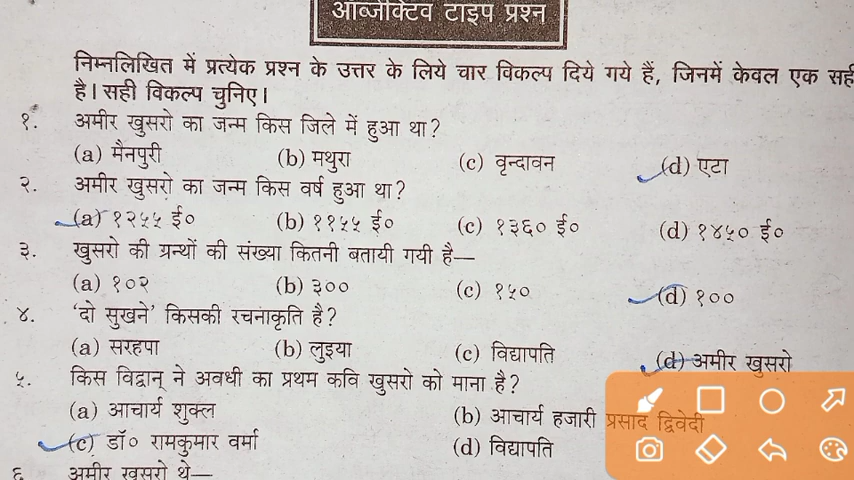 ऑब्जेक्टिव टाइप प्रश्न
निम्नलिखित में प्रत्येक प्रश्न के उत्तर के लिये चार विकल्प दिये गये हैं, जिनमें केवल एक सही
है। सही विकल्प चुनिए।
१. अमीर खुसरो का जन्म किस जिले में हुआ था?
(a) मैनपुरी (b) मथुरा (c) वृन्दावन (d) एटा
२. अमीर खुसरो का जन्म किस वर्ष हुआ था?
(a) १२५५ ई० (b) ११५५ ई० (c) १३६० ई० (d) १४५० ई०
३. खुसरो की ग्रन्थों की संख्या कितनी बतायी गयी है—
(a) १०२ (b) ३०० (c) १५० (d) १००
४. ‘दो सुखने’ किसकी रचनाकृति है?
(a) सरहपा (b) लुइया (c) विद्यापति (d) अमीर खुसरो
५. किस विद्वान् ने अवधी का प्रथम कवि खुसरो को माना है?
(a) आचार्य शुक्ल (b) आचार्य हजारी प्रसाद द्विवेदी
(c) डॉ० रामकुमार वर्मा (d) विद्यापति
६ अमीर खुसरो थे—